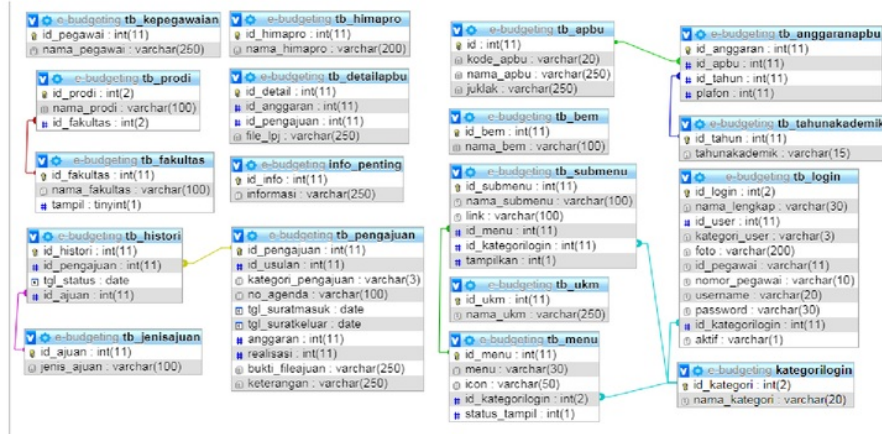 e-budgeting tb_kepegawaian
id_pegawai : int(11)
nama_pegawai : varchar(250)
e-budgeting tb_himapro
id_himapro : int(11)
nama_himapro : varchar(200)
e-budgeting tb_prodi
id_prodi : int(2)
nama_prodi : varchar(100)
id_fakultas : int(2)
e-budgeting tb_detailapbu
id_detail : int(11)
id_anggaran : int(11)
id_pengajuan : int(11)
file_lpj : varchar(250)
e-budgeting tb_fakultas
id_fakultas : int(11)
nama_fakultas : varchar(100)
tampil : tinyint(1)
e-budgeting info_penting
id_info : int(11)
informasi : varchar(250)
e-budgeting tb_histori
id_histori : int(11)
id_pengajuan : int(11)
tgl_status : date
id_ajuan : int(11)
e-budgeting tb_pengajuan
id_pengajuan : int(11)
id_usulan : int(11)
kategori_pengajuan : varchar(3)
no_agenda : varchar(100)
tgl_suratmasuk : date
tgl_suratkeluar : date
anggaran : int(11)
realisasi : int(11)
bukti_fileajuan : varchar(250)
keterangan : varchar(250)
e-budgeting tb_jenisajuan
id_ajuan : int(11)
jenis_ajuan : varchar(100)
e-budgeting tb_apbu
id : int(11)
kode_apbu : varchar(20)
nama_apbu : varchar(250)
juklak : varchar(250)
e-budgeting tb_anggaranapbu
id_anggaran : int(11)
id_apbu : int(11)
id_tahun : int(11)
plafon : int(11)
e-budgeting tb_bem
id_bem : int(11)
nama_bem : varchar(100)
e-budgeting tb_tahunakademik
id_tahun : int(11)
tahunakademik : varchar(15)
e-budgeting tb_submenu
id_submenu : int(11)
nama_submenu : varchar(100)
link : varchar(100)
id_menu : int(11)
id_kategorilogin : int(11)
tampilkan : int(1)
e-budgeting tb_login
id_login : int(2)
nama_lengkap : varchar(30)
id_user : int(11)
kategori_user : varchar(3)
foto : varchar(200)
id_pegawai : varchar(11)
nomor_pegawai : varchar(10)
username : varchar(20)
password : varchar(30)
id_kategorilogin : int(11)
aktif : varchar(1)
e-budgeting tb_ukm
id_ukm : int(11)
nama_ukm : varchar(250)
e-budgeting tb_menu
id_menu : int(11)
menu : varchar(30)
icon : varchar(50)
id_kategorilogin : int(2)
status_tampil : int(1)
e-budgeting kategorilogin
id_kategori : int(2)
nama_kategori : varchar(20)